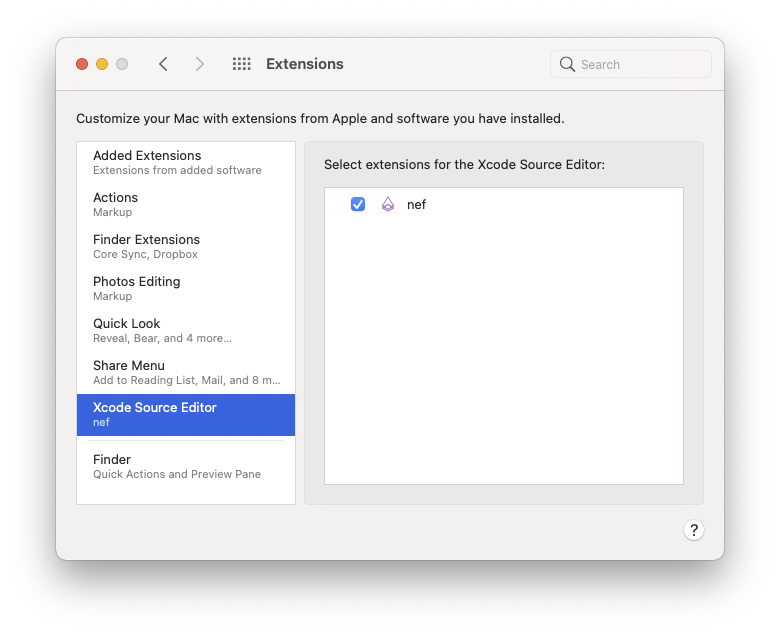 Extensions
Search
Customize your Mac with extensions from Apple and software you have installed.
Added Extensions
Extensions from added software
Actions
Markup
Finder Extensions
Core Sync, Dropbox
Photos Editing
Markup
Quick Look
Reveal, Bear, and 4 more...
Share Menu
Add to Reading List, Mail, and 8 m...
Xcode Source Editor
nef
Finder
Quick Actions and Preview Pane
Select extensions for the Xcode Source Editor:
nef
?